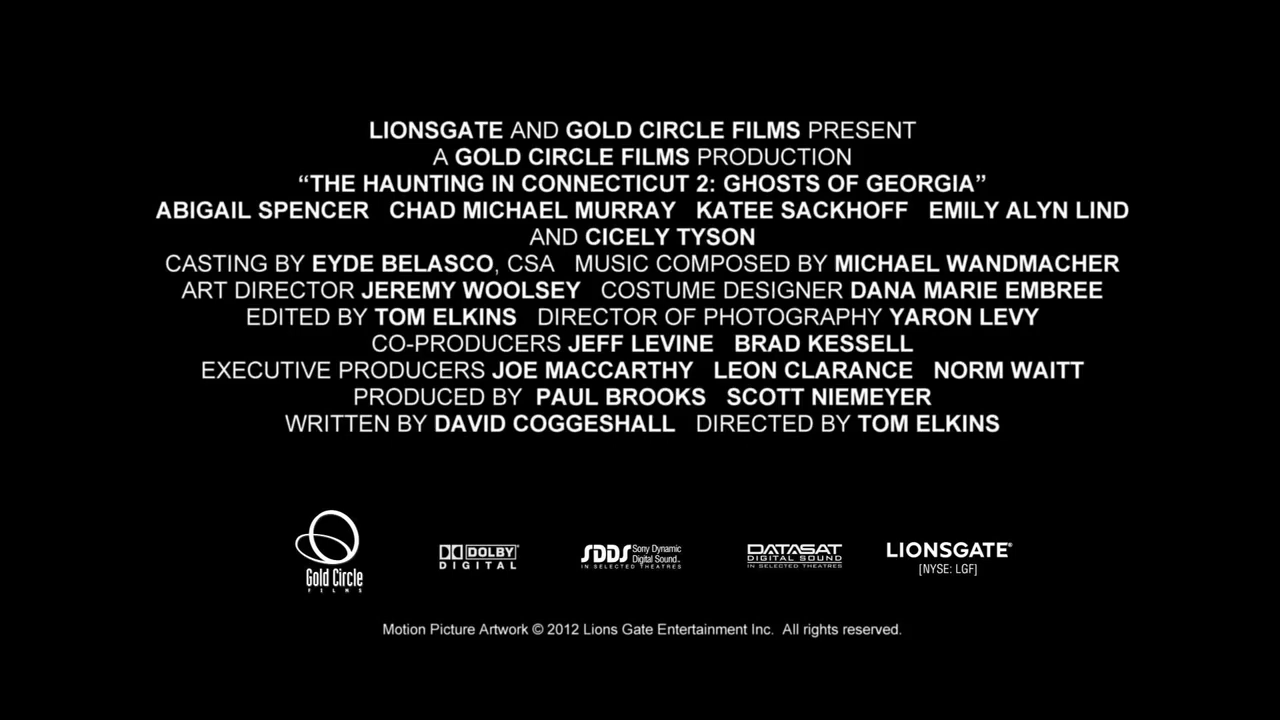 LIONSGATE AND GOLD CIRCLE FILMS PRESENT
A GOLD CIRCLE FILMS PRODUCTION
“THE HAUNTING IN CONNECTICUT 2: GHOSTS OF GEORGIA”
ABIGAIL SPENCER CHAD MICHAEL MURRAY KATEE SACKHOFF EMILY ALYN LIND
AND CICELY TYSON
CASTING BY EYDE BELASCO, CSA MUSIC COMPOSED BY MICHAEL WANDMACHER
ART DIRECTOR JEREMY WOOLSEY COSTUME DESIGNER DANA MARIE EMBREE
EDITED BY TOM ELKINS DIRECTOR OF PHOTOGRAPHY YARON LEVY
CO-PRODUCERS JEFF LEVINE BRAD KESSELL
EXECUTIVE PRODUCERS JOE MACCARTHY LEON CLARANCE NORM WAITT
PRODUCED BY PAUL BROOKS SCOTT NIEMEYER
WRITTEN BY DAVID COGGESHALL DIRECTED BY TOM ELKINS
Gold Circle
FILMS
DOLBY
DIGITAL
SDDS Sony Dynamic
Digital Sound
IN SELECTED THEATRES
DATASAT
DIGITAL SOUND
IN SELECTED THEATRES
LIONSGATE®
[NYSE: LGF]
Motion Picture Artwork © 2012 Lions Gate Entertainment Inc. All rights reserved.